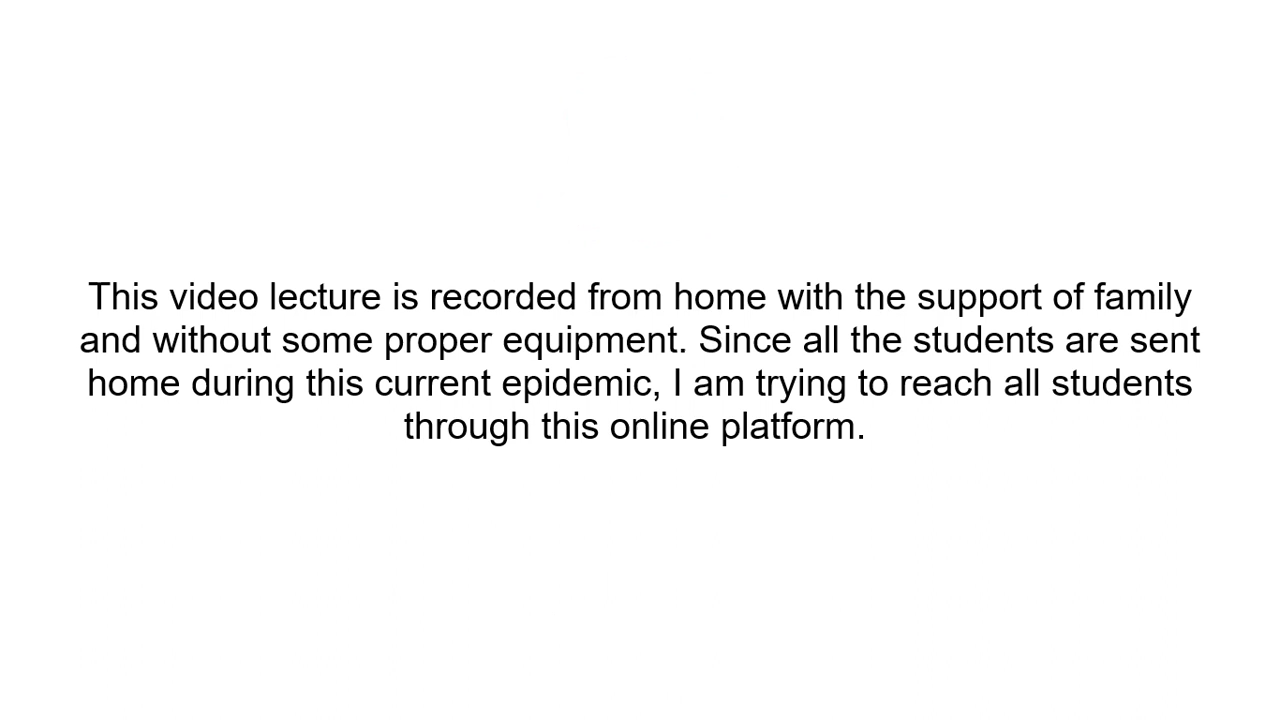 This video lecture is recorded from home with the support of family
and without some proper equipment. Since all the students are sent
home during this current epidemic, I am trying to reach all students
through this online platform.